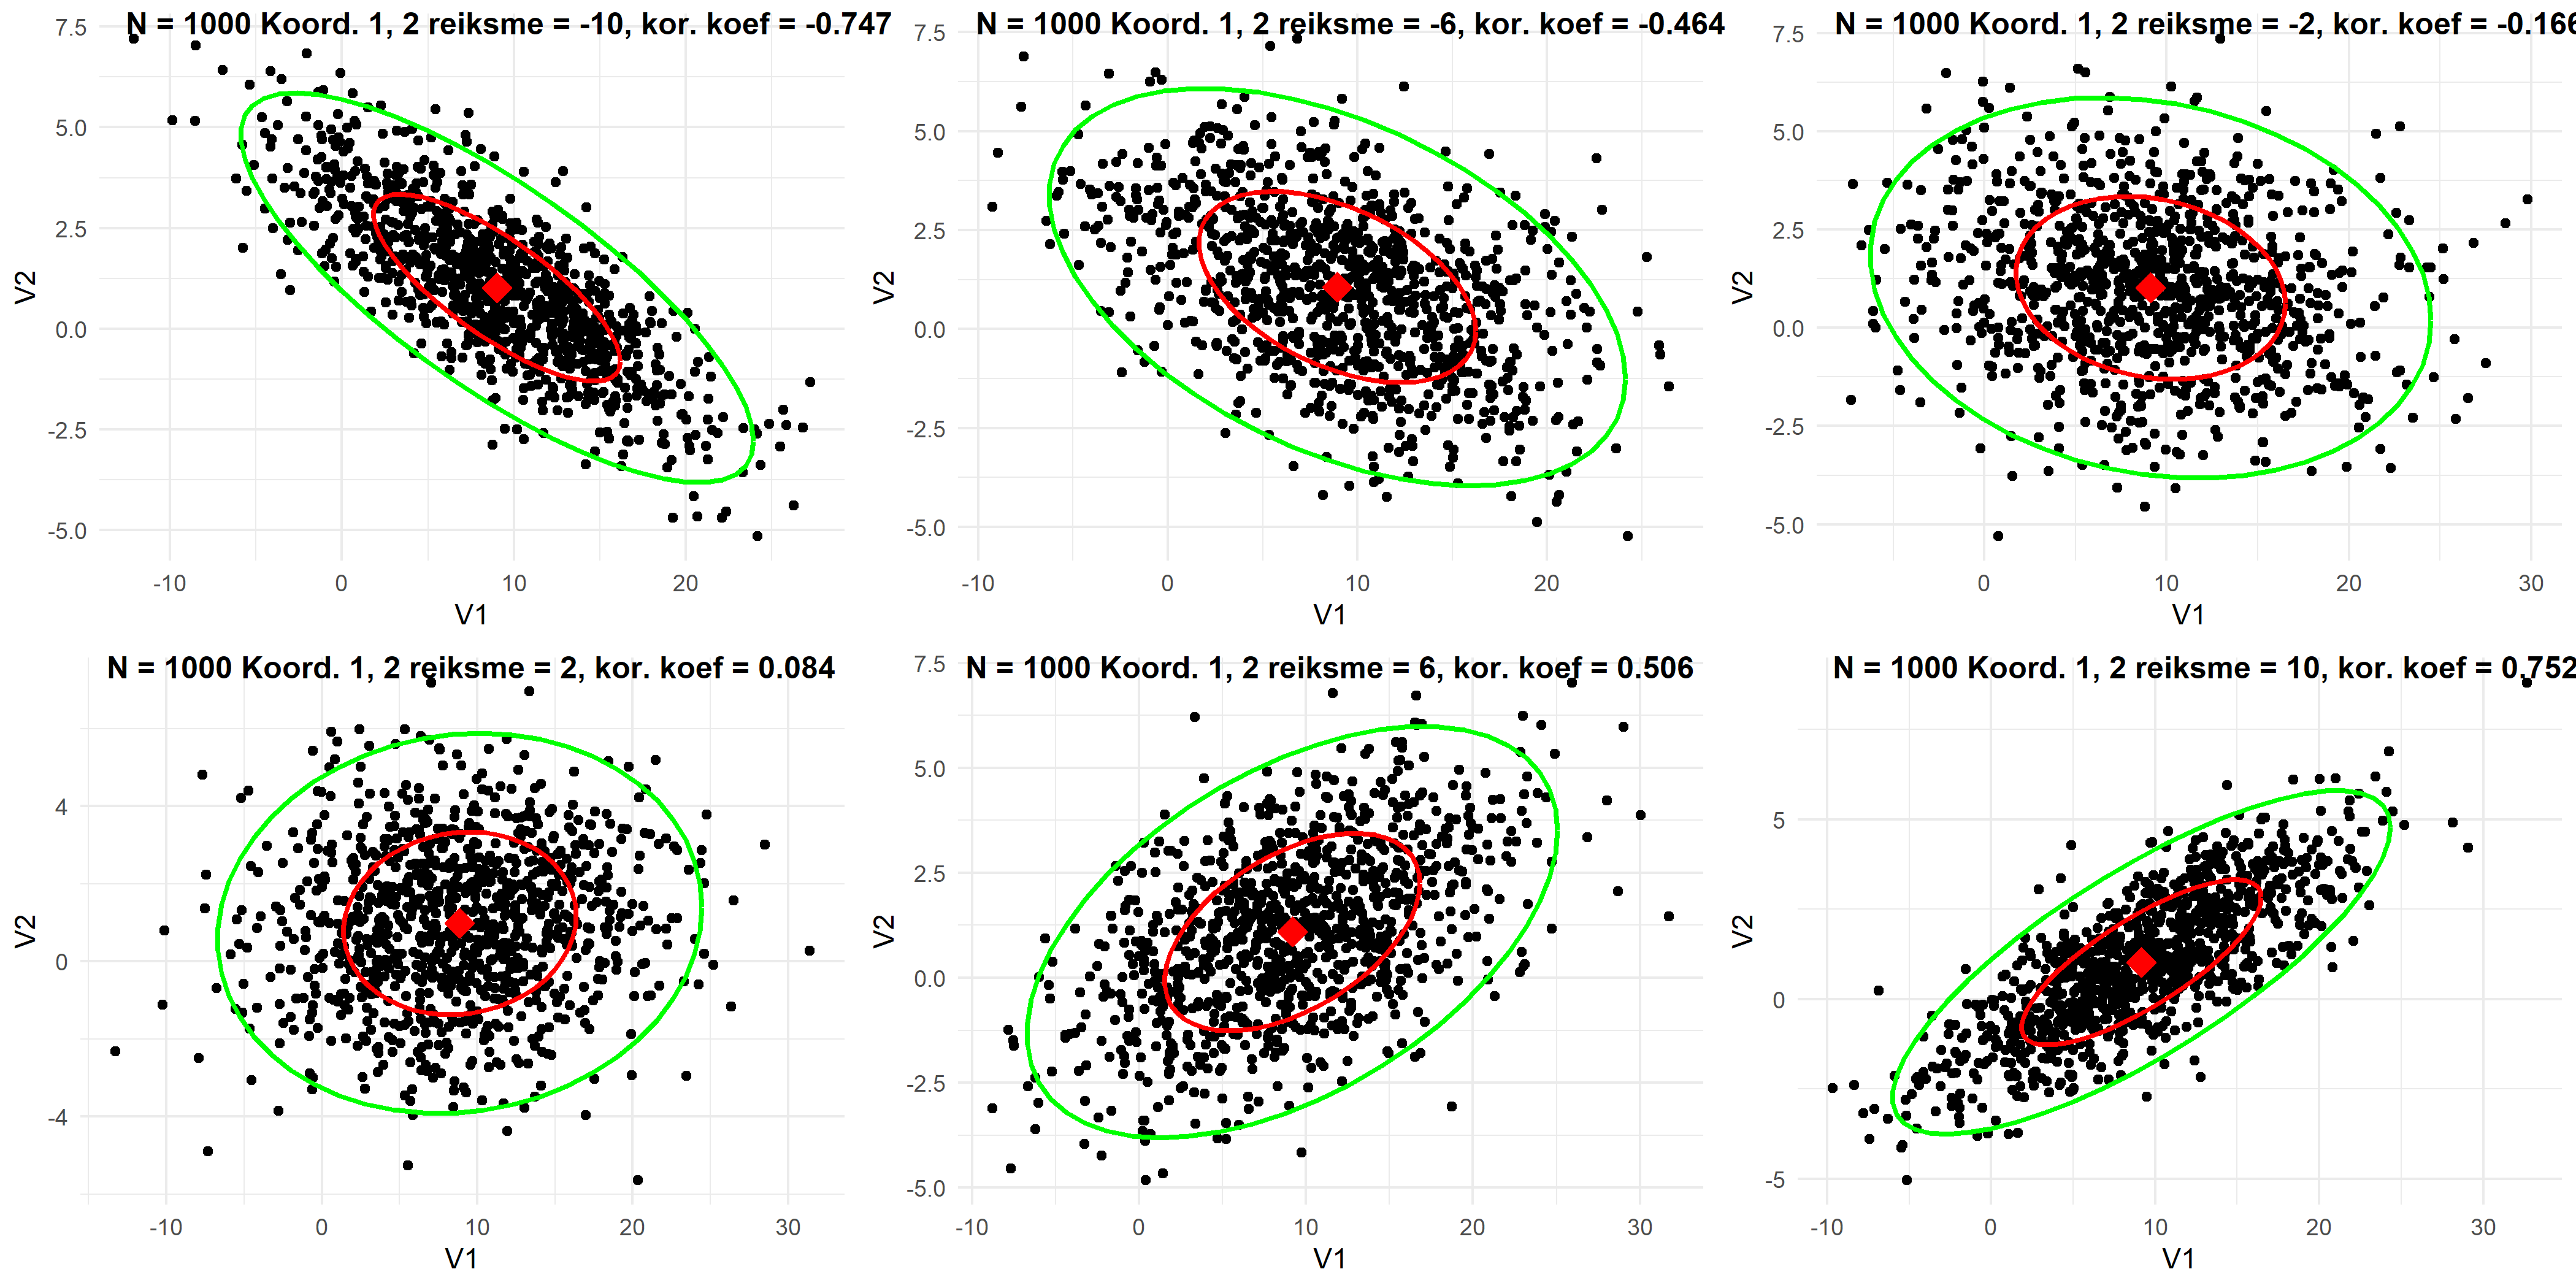 N = 1000 Koord. 1, 2 reiksme = -10, kor. koef = -0.747
7.5
5.0
2.5
0.0
-2.5
-5.0
V2
-10 0 10 20
V1
N = 1000 Koord. 1, 2 reiksme = -6, kor. koef = -0.464
7.5
5.0
2.5
0.0
-2.5
-5.0
V2
-10 0 10 20
V1
N = 1000 Koord. 1, 2 reiksme = -2, kor. koef = -0.166
7.5
5.0
2.5
0.0
-2.5
-5.0
V2
0 10 20 30
V1
N = 1000 Koord. 1, 2 reiksme = 2, kor. koef = 0.084
4
0
-4
V2
-10 0 10 20 30
V1
N = 1000 Koord. 1, 2 reiksme = 6, kor. koef = 0.506
7.5
5.0
2.5
0.0
-2.5
-5.0
V2
-10 0 10 20 30
V1
N = 1000 Koord. 1, 2 reiksme = 10, kor. koef = 0.752
5
0
-5
V2
-10 0 10 20 30
V1